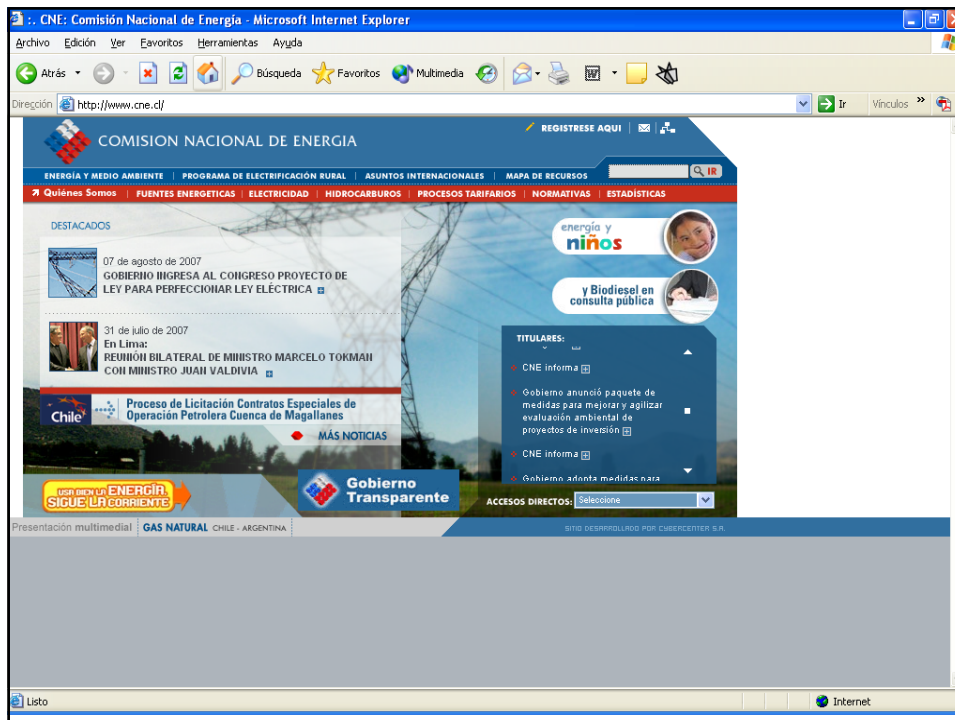 :. CNE: Comisión Nacional de Energía - Microsoft Internet Explorer
Archivo Edición Ver Favoritos Herramientas Ayuda
Atrás Búsqueda Favoritos Multimedia
Dirección http://www.cne.cl/ Ir Vínculos »
REGISTRESE AQUI
COMISION NACIONAL DE ENERGIA
ENERGÍA Y MEDIO AMBIENTE | PROGRAMA DE ELECTRIFICACIÓN RURAL | ASUNTOS INTERNACIONALES | MAPA DE RECURSOS IR
Quiénes Somos | FUENTES ENERGETICAS | ELECTRICIDAD | HIDROCARBUROS | PROCESOS TARIFARIOS | NORMATIVAS | ESTADÍSTICAS
DESTACADOS
07 de agosto de 2007
GOBIERNO INGRESA AL CONGRESO PROYECTO DE
LEY PARA PERFECCIONAR LEY ELÉCTRICA
31 de julio de 2007
En Lima:
REUNIÓN BILATERAL DE MINISTRO MARCELO TOKMAN
CON MINISTRO JUAN VALDIVIA
Chile
Proceso de Licitación Contratos Especiales de
Operación Petrolera Cuenca de Magallanes
MÁS NOTICIAS
energía y
niños
y Biodiesel en
consulta pública
TITULARES:
CNE informa
Gobierno anunció paquete de
medidas para mejorar y agilizar
evaluación ambiental de
proyectos de inversión
CNE informa
Gobierno adopta medidas para
USA BIEN LA ENERGÍA,
SIGUE LA CORRIENTE
Gobierno
Transparente
ACCESOS DIRECTOS: Seleccione
Presentación multimedial GAS NATURAL CHILE - ARGENTINA
SITIO DESARROLLADO POR CYBERCENTER S.A.
Listo Internet